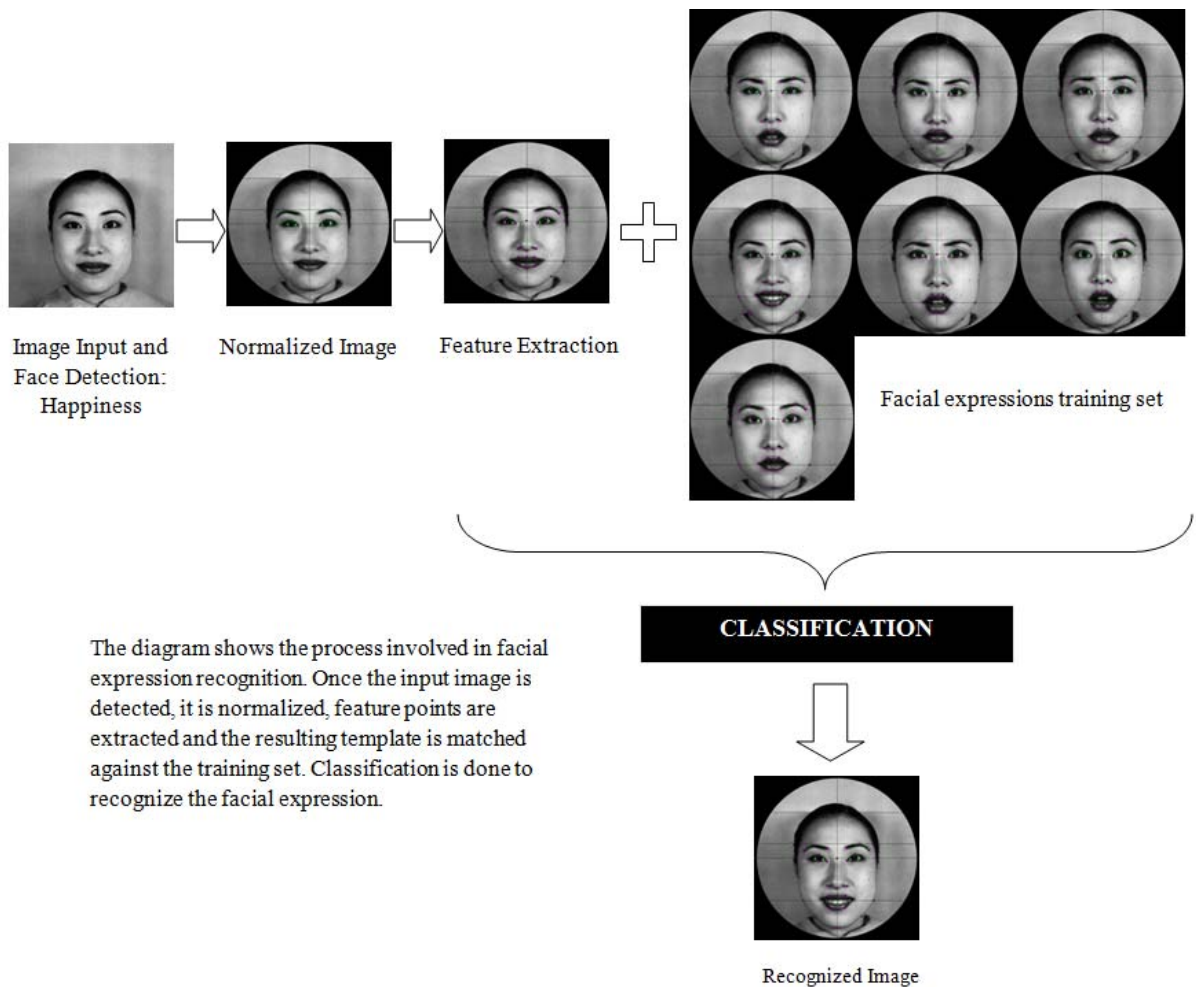 Image Input and
Face Detection:
Happiness
Normalized Image
Feature Extraction
Facial expressions training set
CLASSIFICATION
The diagram shows the process involved in facial
expression recognition. Once the input image is
detected, it is normalized, feature points are
extracted and the resulting template is matched
against the training set. Classification is done to
recognize the facial expression.
Recognized Image